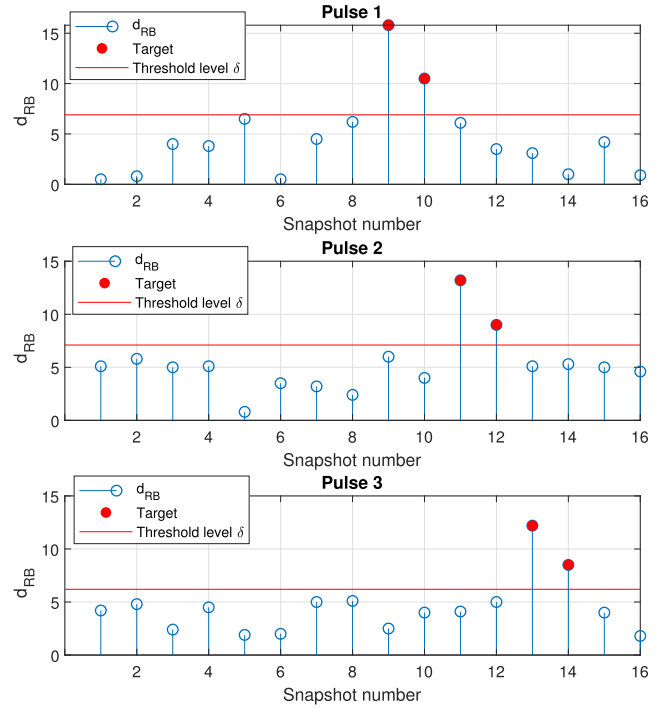 Pulse 1
d_RB
Target
Threshold level δ
15
10
5
0
d_RB
2 4 6 8 10 12 14 16
Snapshot number
Pulse 2
d_RB
Target
Threshold level δ
15
10
5
0
d_RB
2 4 6 8 10 12 14 16
Snapshot number
Pulse 3
d_RB
Target
Threshold level δ
15
10
5
0
d_RB
2 4 6 8 10 12 14 16
Snapshot number